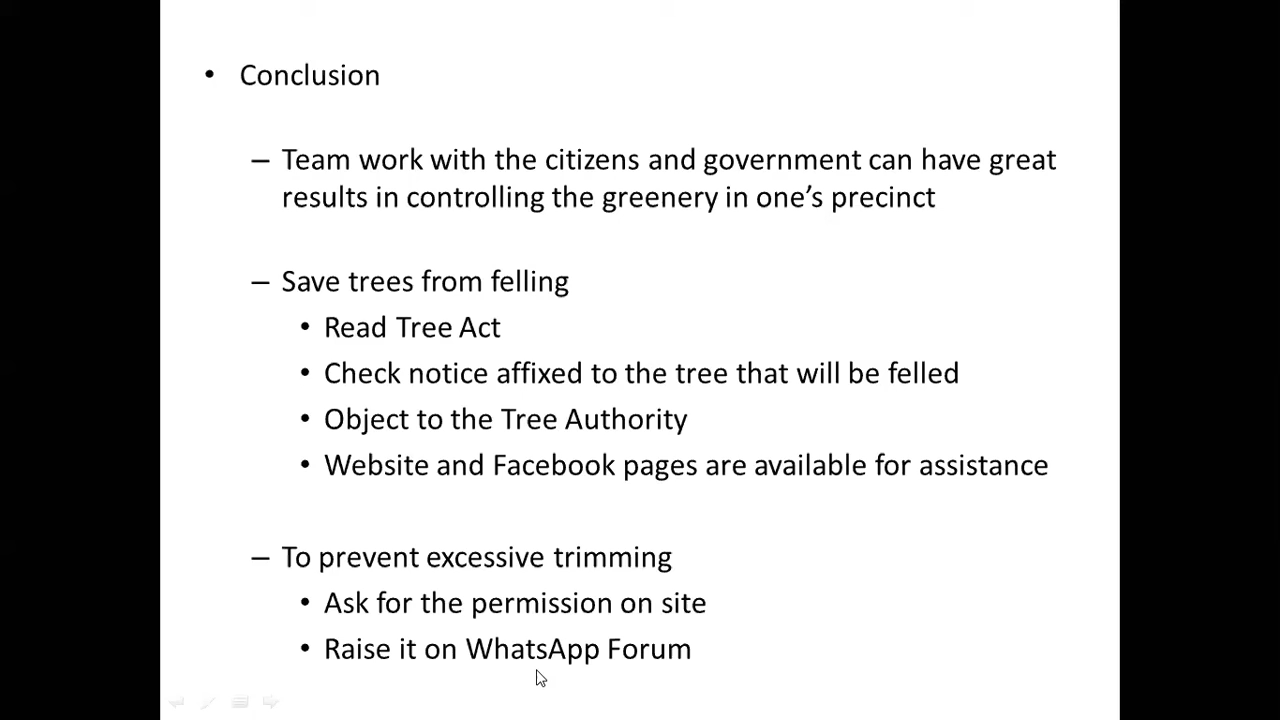 • Conclusion
– Team work with the citizens and government can have great
results in controlling the greenery in one’s precinct
– Save trees from felling
• Read Tree Act
• Check notice affixed to the tree that will be felled
• Object to the Tree Authority
• Website and Facebook pages are available for assistance
– To prevent excessive trimming
• Ask for the permission on site
• Raise it on WhatsApp Forum